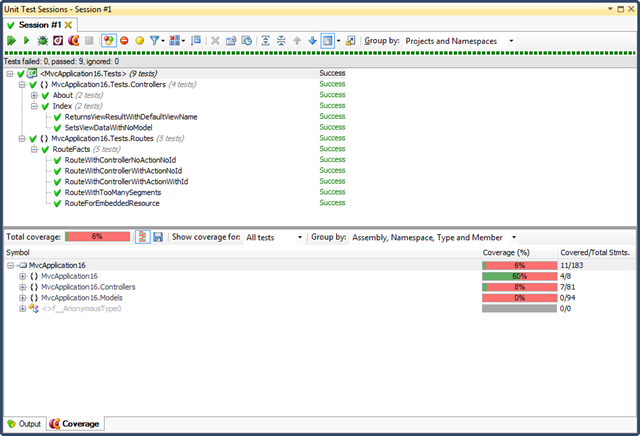 Unit Test Sessions - Session #1
Session #1
Group by: Projects and Namespaces
Tests failed: 0, passed: 9, ignored: 0
<MvcApplication16.Tests> (9 tests) Success
{ } MvcApplication16.Tests.Controllers (4 tests) Success
About (2 tests) Success
Index (2 tests) Success
ReturnsViewResultWithDefaultViewName Success
SetsViewDataWithNoModel Success
{ } MvcApplication16.Tests.Routes (5 tests) Success
RouteFacts (5 tests) Success
RouteWithControllerNoActionNoId Success
RouteWithControllerWithActionNoId Success
RouteWithControllerWithActionWithId Success
RouteWithTooManySegments Success
RouteForEmbeddedResource Success
Total coverage: 6% Show coverage for: All tests Group by: Assembly, Namespace, Type and Member
Symbol Coverage (%) Covered/Total Stmts.
MvcApplication16 6% 11/183
{ } MvcApplication16 50% 4/8
{ } MvcApplication16.Controllers 8% 7/81
{ } MvcApplication16.Models 0% 0/94
<>f__AnonymousType0 0/0
Output Coverage